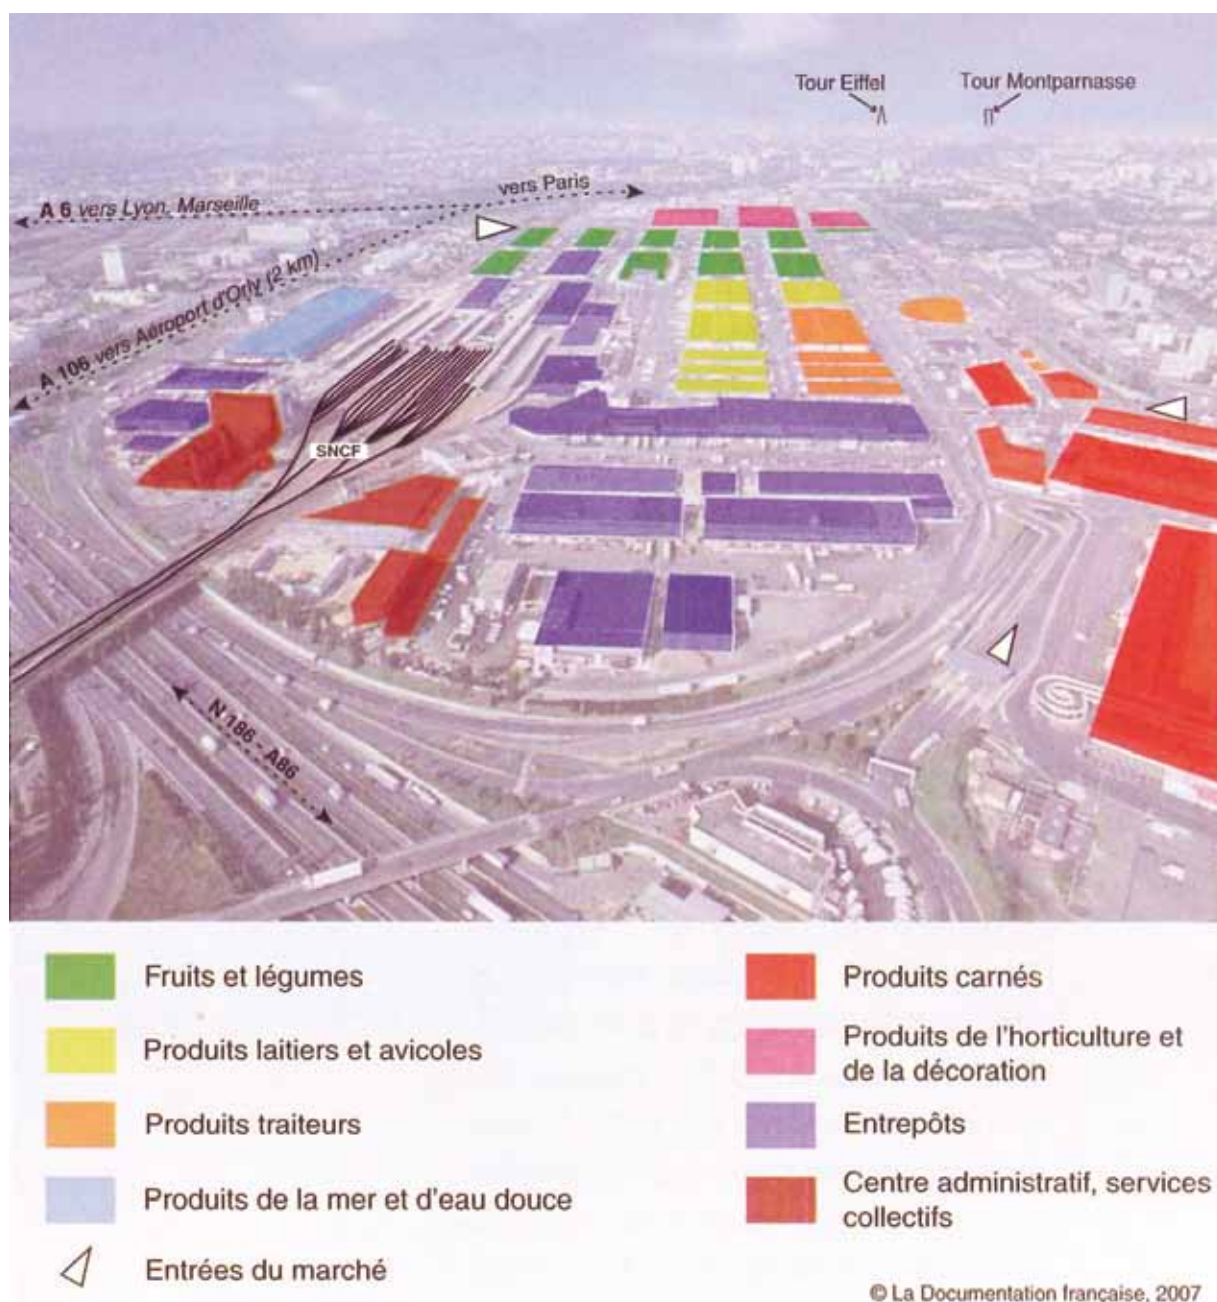 Tour Eiffel
Tour Montparnasse
vers Paris
A 6 vers Lyon, Marseille
A 106 vers Aéroport d'Orly (2 km)
SNCF
N 186 - A86
Fruits et légumes
Produits laitiers et avicoles
Produits traiteurs
Produits de la mer et d'eau douce
Entrées du marché
Produits carnés
Produits de l'horticulture et
de la décoration
Entrepôts
Centre administratif, services
collectifs
© La Documentation française, 2007